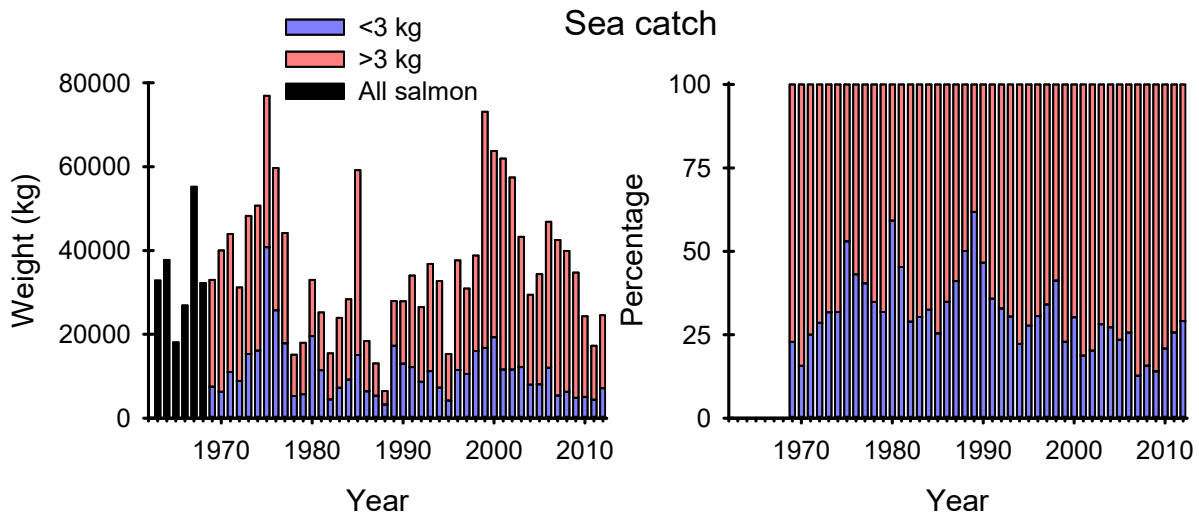 Sea catch
<3 kg
>3 kg
All salmon
Weight (kg)
80000
60000
40000
20000
0
1970 1980 1990 2000 2010
Year
Percentage
100
75
50
25
0
1970 1980 1990 2000 2010
Year